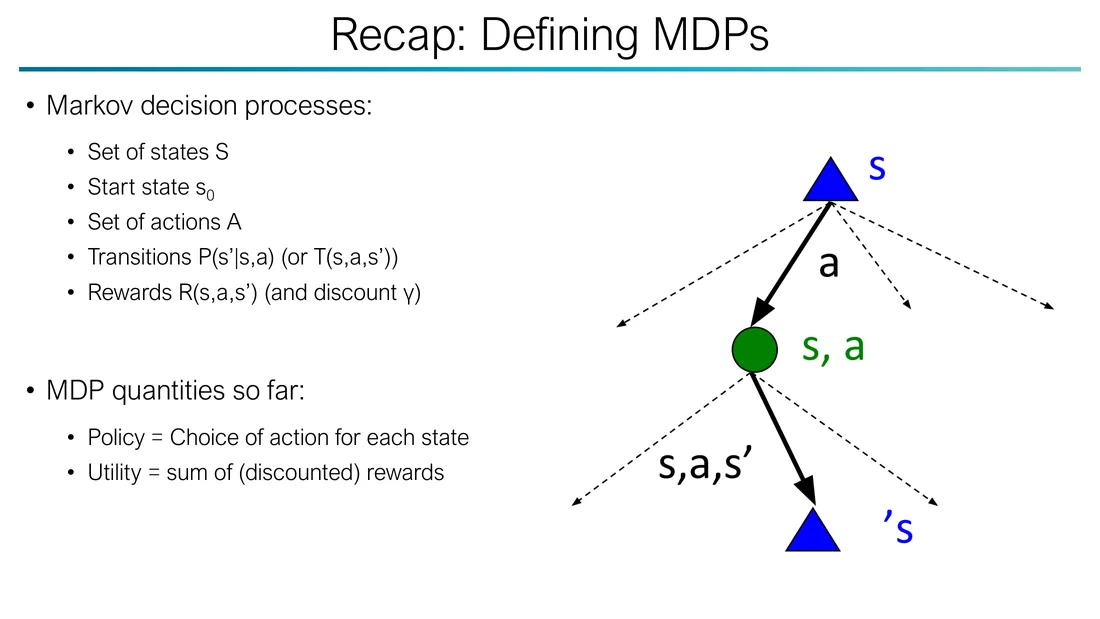 Recap: Defining MDPs
• Markov decision processes:
• Set of states S
• Start state s₀
• Set of actions A
• Transitions P(s’|s,a) (or T(s,a,s’))
• Rewards R(s,a,s’) (and discount γ)
• MDP quantities so far:
• Policy = Choice of action for each state
• Utility = sum of (discounted) rewards
s
a
s, a
s,a,s’
’s